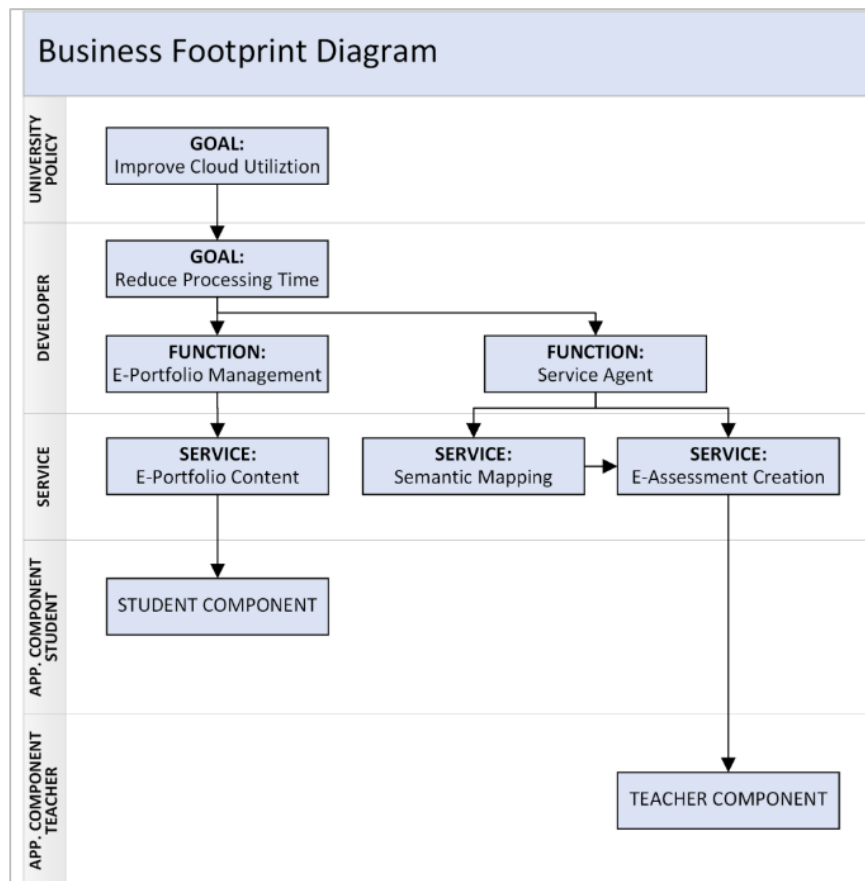 Business Footprint Diagram
UNIVERSITY
POLICY
GOAL:
Improve Cloud Utiliztion
DEVELOPER
GOAL:
Reduce Processing Time
FUNCTION:
E-Portfolio Management
FUNCTION:
Service Agent
SERVICE
SERVICE:
E-Portfolio Content
SERVICE:
Semantic Mapping
SERVICE:
E-Assessment Creation
APP. COMPONENT
STUDENT
STUDENT COMPONENT
APP. COMPONENT
TEACHER
TEACHER COMPONENT